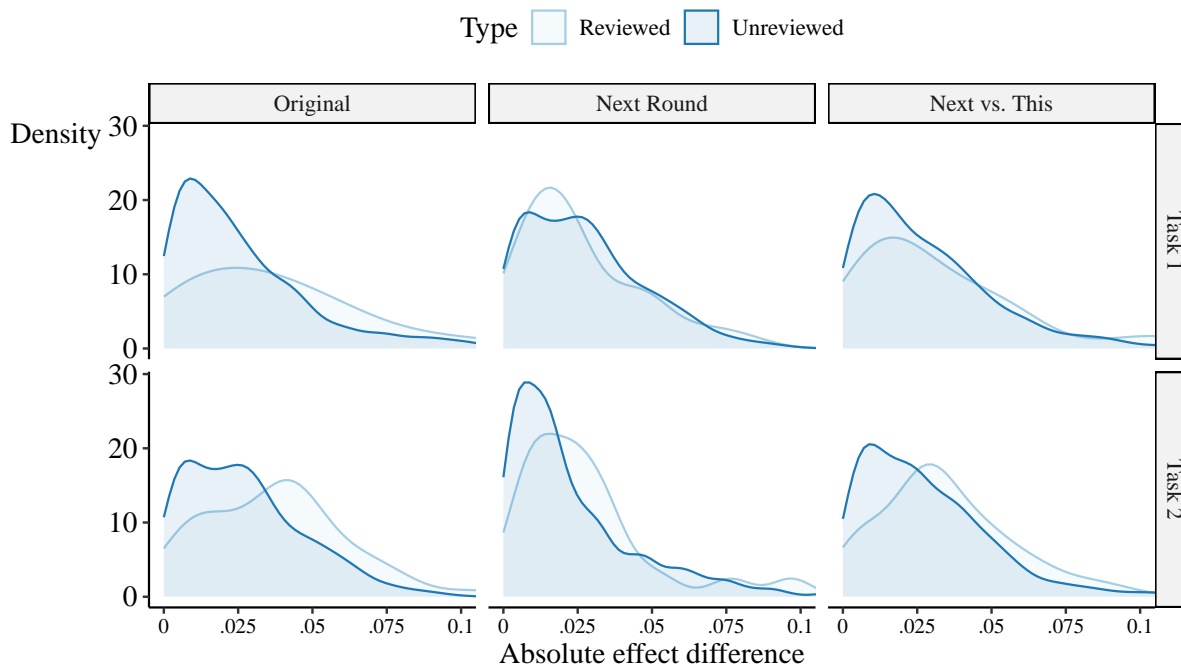 Type Reviewed Unreviewed
Original Next Round Next vs. This
Density
30
20
10
0
Task 1
30
20
10
0
Task 2
0 .025 .05 .075 0.1 0 .025 .05 .075 0.1 0 .025 .05 .075 0.1
Absolute effect difference